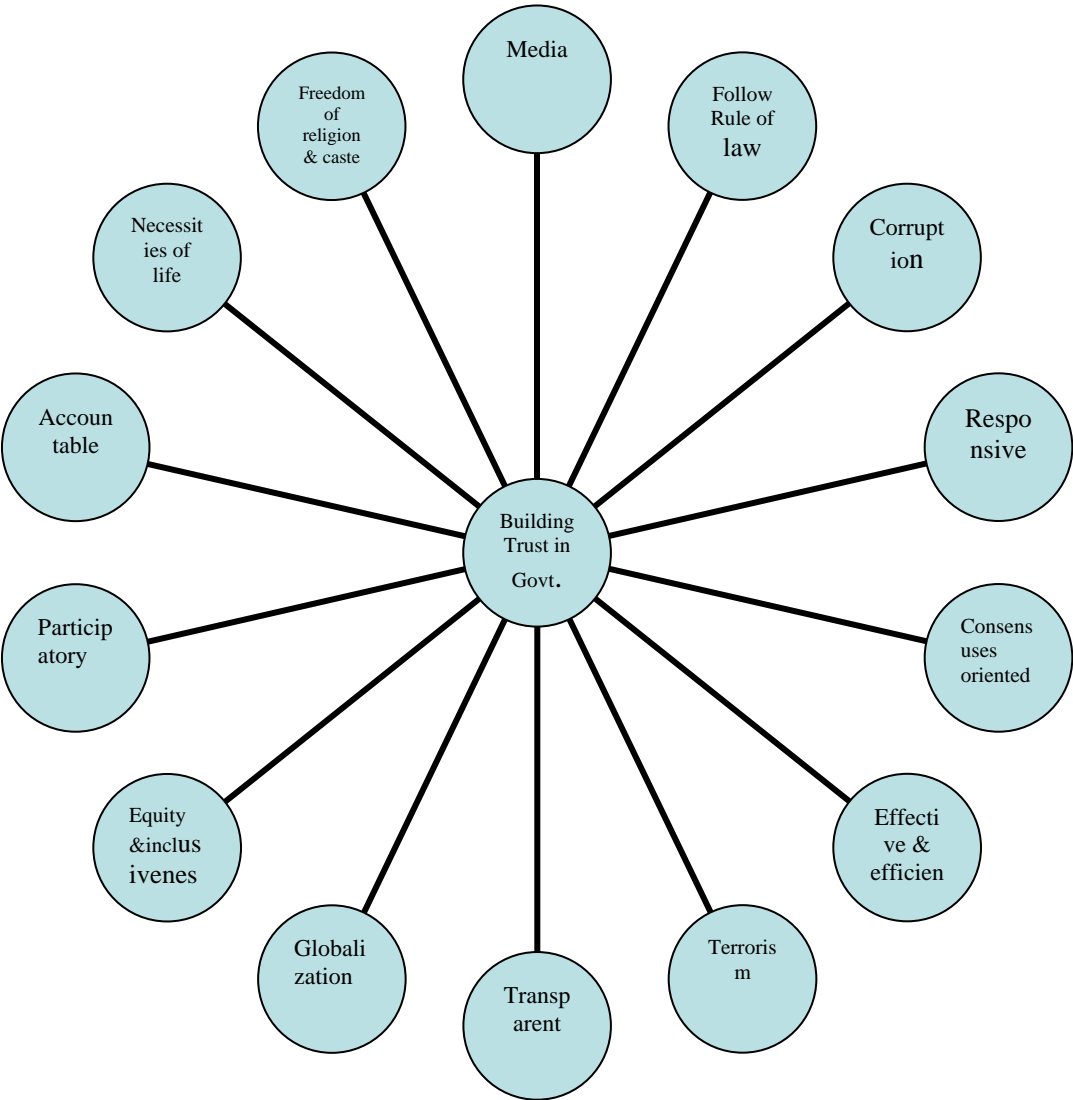 Media
Freedom
of
religion
& caste
Follow
Rule of
law
Necessit
ies of
life
Corrupt
ion
Accoun
table
Respo
nsive
Building
Trust in
Govt.
Particip
atory
Consens
uses
oriented
Equity
&inclus
ivenes
Effecti
ve &
efficien
Globali
zation
Terroris
m
Transp
arent